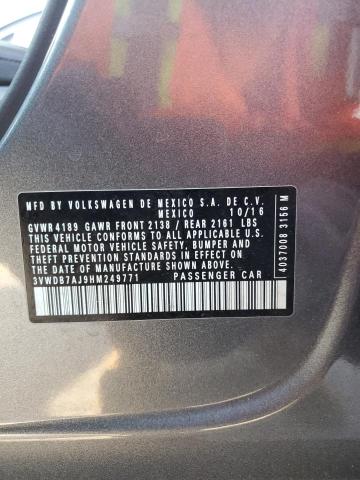 MFD BY VOLKSWAGEN DE MEXICO S.A. DE C.V.
MEXICO 10/16
GVWR 4189 GAWR FRONT 2138 / REAR 2161 LBS
THIS VEHICLE CONFORMS TO ALL APPLICABLE
FEDERAL MOTOR VEHICLE SAFETY, BUMPER AND
THEFT PREVENTION STANDARDS IN EFFECT ON
THE DATE OF MANUFACTURE SHOWN ABOVE.
3VWDB7AJ9HM249771 PASSENGER CAR
4037008 3156 M